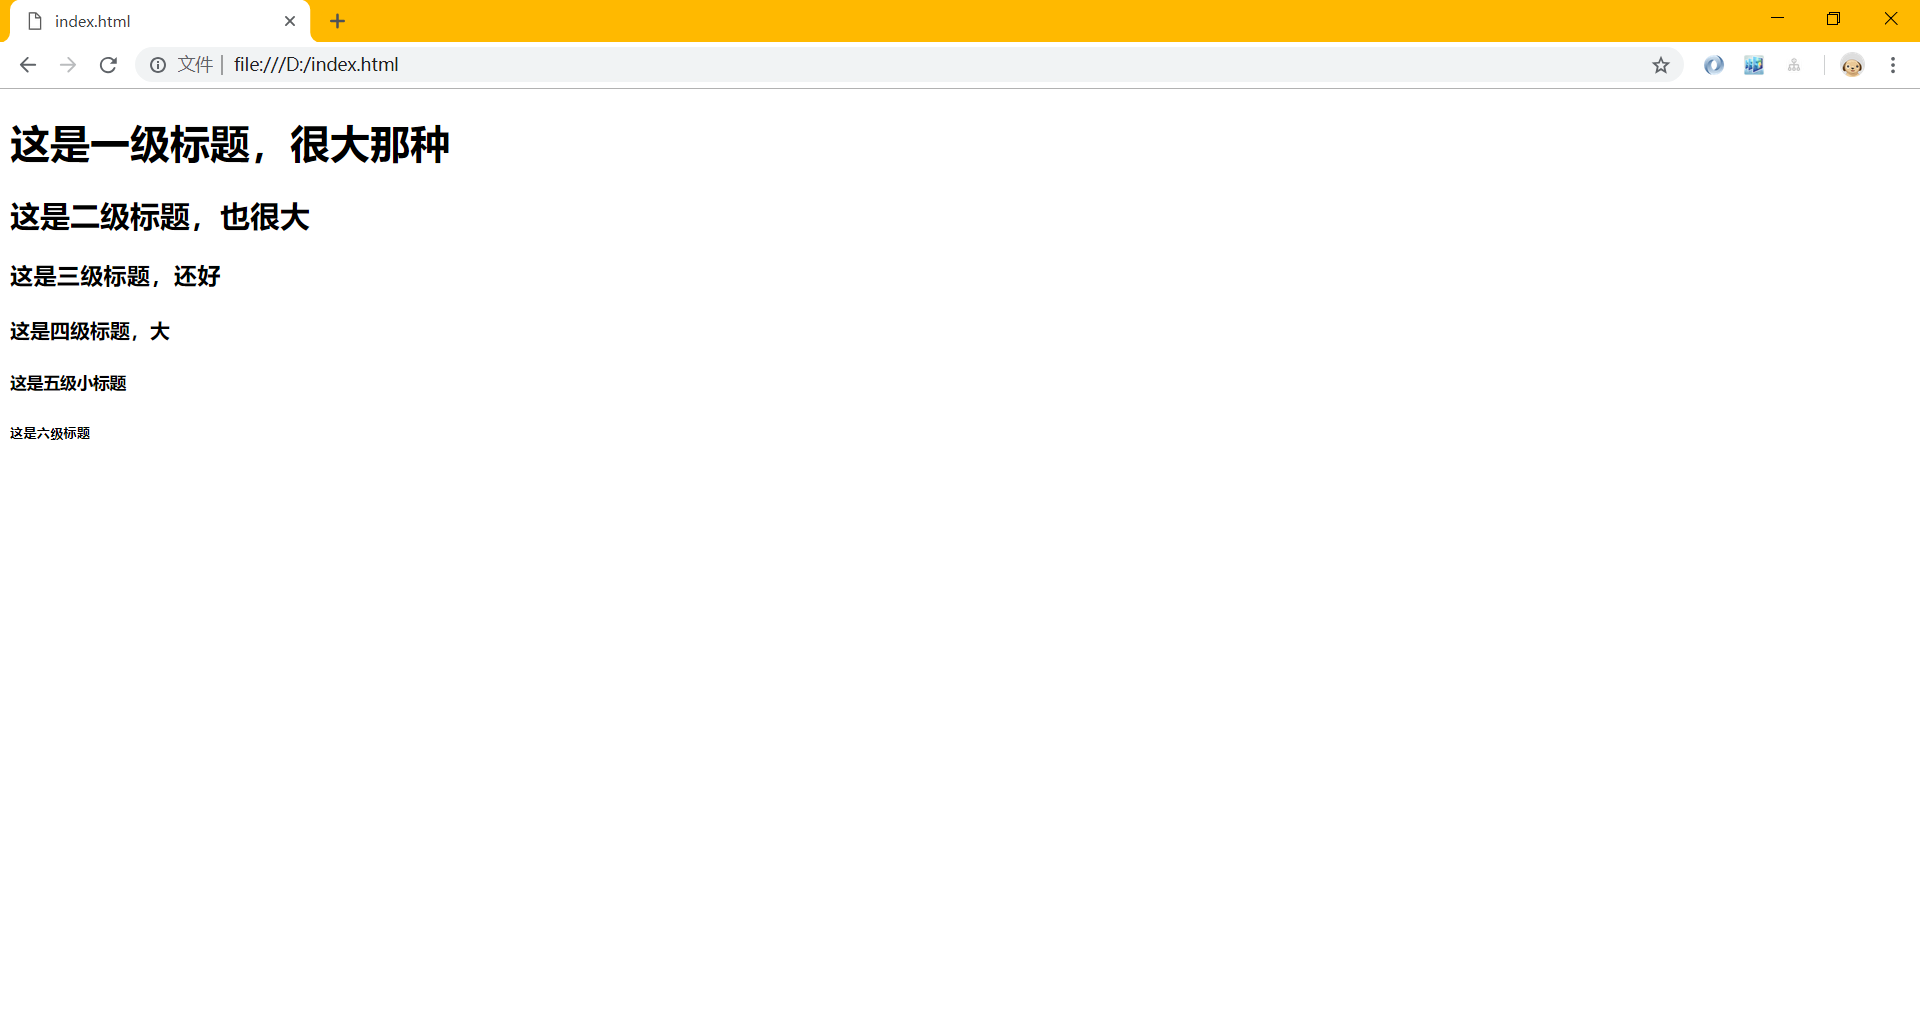 index.html
文件 | file:///D:/index.html
这是一级标题，很大那种
这是二级标题，也很大
这是三级标题，还好
这是四级标题，大
这是五级小标题
这是六级标题